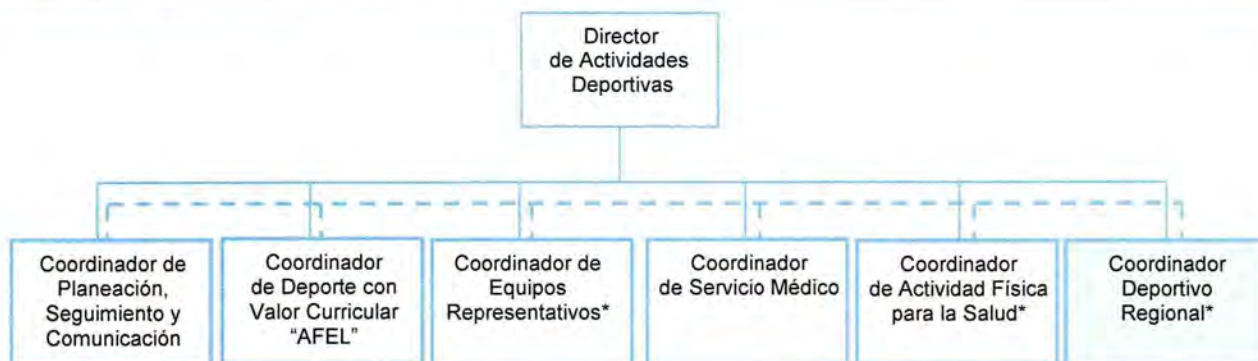 Director
de Actividades
Deportivas
Coordinador de
Planeación,
Seguimiento y
Comunicación
Coordinador
de Deporte con
Valor Curricular
“AFEL”
Coordinador de
Equipos
Representativos*
Coordinador
de Servicio Médico
Coordinador
de Actividad Física
para la Salud*
Coordinador
Deportivo
Regional*